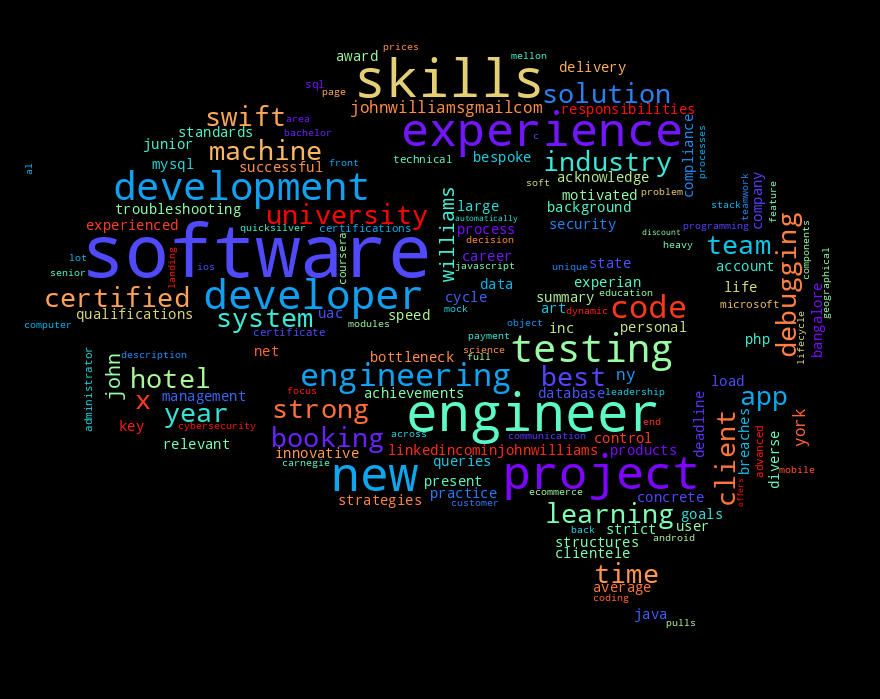 prices
award
mellon
skills
delivery
sql
page
solution
johnwilliamsgmailcom
responsibilities
swift
area
experience
standards
bachelor
c
compliance
processes
junior
machine
technical
bespoke
industry
mysql
successful
front
al
acknowledge
soft
problem
development
motivated
teamwork
company
feature
troubleshooting
university
williams
large
background
stack
experienced
quicksilver
certifications
automatically
process
security
programming
discount
decision
heavy
team
debugging
components
geographical
software
landing
coursera
career
lot
ios
javascript
unique
state
account
senior
certified
developer
data
experian
life
cycle
summary
education
microsoft
qualifications
system
uac
speed
mock
art
dynamic
code
computer
modules
object
inc
personal
certificate
payment
php
lifecycle
bangalore
net
bottleneck
science
full
testing
administrator
description
john
hotel
engineering
best
ny
load
management
focus
achievements
database
leadership
app
x
year
strong
engineer
deadline
client
breaches
york
key
cybersecurity
end
relevant
booking
across
communication
control
innovative
linkedincominjohnwilliams
products
advanced
diverse
carnegie
queries
mobile
new
present
project
offers
strategies
practice
ecommerce
concrete
customer
learning
goals
back
strict
user
structures
android
clientele
time
average
coding
java
pulls